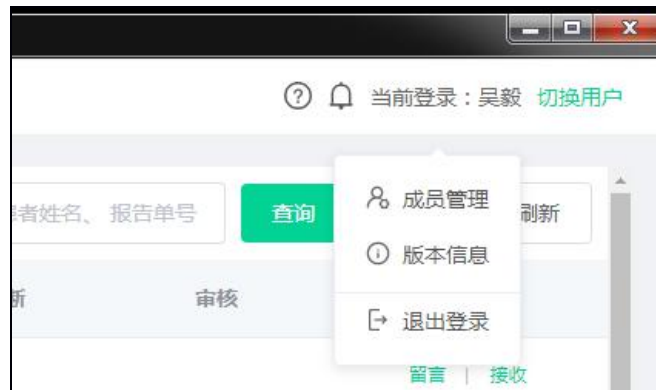 当前登录：吴毅 切换用户
者姓名、报告单号 查询 刷新
成员管理
版本信息
审核
退出登录
留言 | 接收